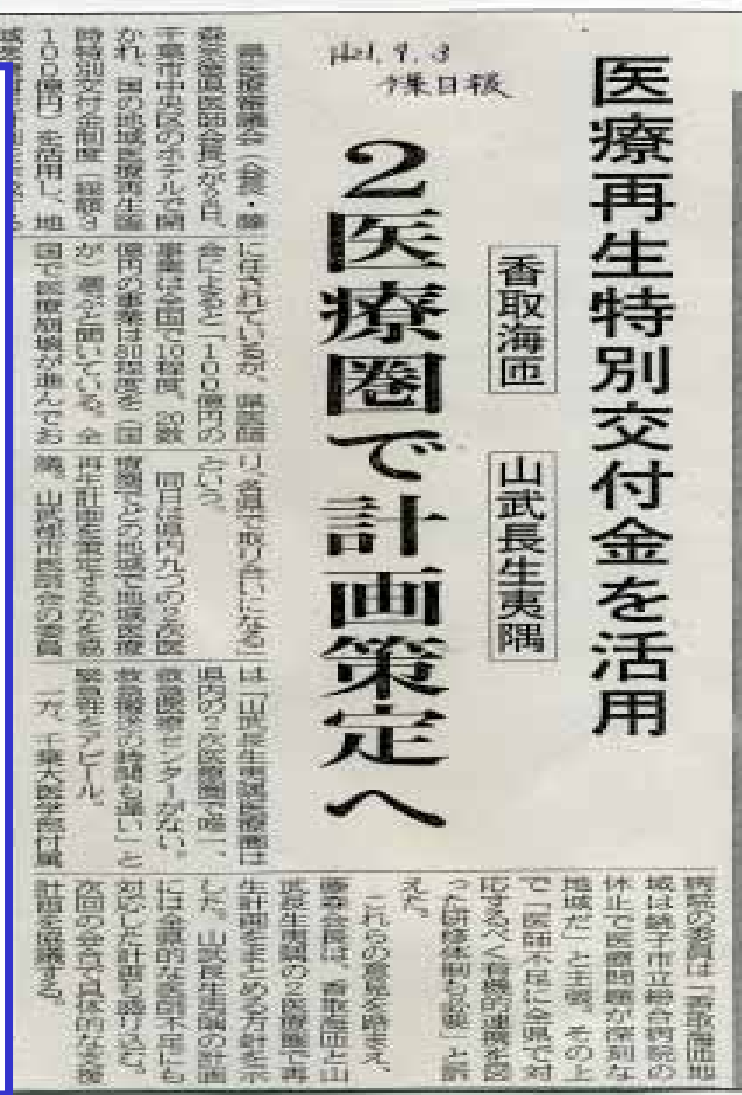 医療再生特別交付金を活用
香取海匝
山武長生夷隅
2医療圏で計画策定へ
H21.9.3
千葉日報
県医療審議会(会長・藤
森宗徳県医師会長)が2日、
千葉市中央区のホテルで開
かれ、国の地域医療再生臨
時特別交付金制度(総額3
100億円)を活用し、地
に任されているが、県医師
会によると「100億円の
事業は全国で10程度。20数
億円の事業は80程度を(国
が)選ぶと聞いている。全
国で医療崩壊が進んでお
り、各県で取り合いになる」
という。
同日は県内九つの2次医
療圏でどの地域で地域医療
再生計画を策定するかを協
議。山武郡市医師会の委員
は「山武長生夷隅医療圏は
県内の2次医療圏で唯一、
救急医療センターがない。
救急搬送の時間も遅い」と
緊急性をアピール。
一方、千葉大医学部付属
病院の委員は「香取海匝地
域は銚子市立総合病院の
休止で医療問題が深刻な
地域だ」と主張。その上
で「医師不足に全県で対
応するべく有機的連携を図
った研修体制が必要」と訴
えた。
これらの意見を踏まえ、
藤森会長は、香取海匝と山
武長生夷隅の2医療圏で再
生計画をまとめる方針を示
した。山武長生夷隅の計画
には全県的な医師不足にも
対応した計画も盛り込む。
次回の会合で具体的な支援
計画を協議する。